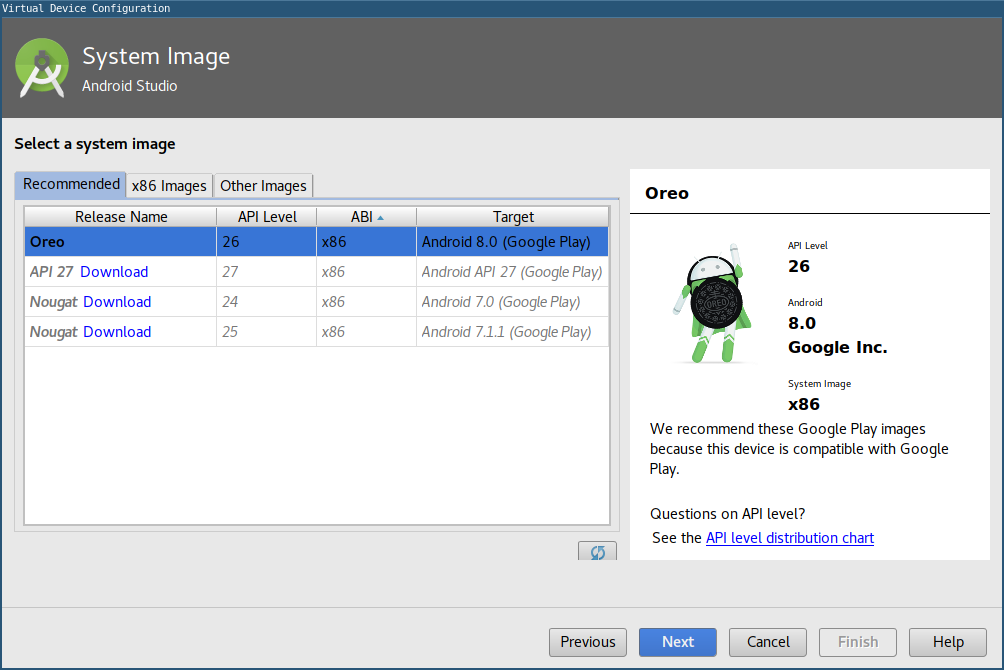 Virtual Device Configuration
System Image
Android Studio
Select a system image
Recommended x86 Images Other Images
Release Name API Level ABI Target
Oreo 26 x86 Android 8.0 (Google Play)
API 27 Download 27 x86 Android API 27 (Google Play)
Nougat Download 24 x86 Android 7.0 (Google Play)
Nougat Download 25 x86 Android 7.1.1 (Google Play)
Oreo
OREO
API Level
26
Android
8.0
Google Inc.
System Image
x86
We recommend these Google Play images
because this device is compatible with Google
Play.
Questions on API level?
See the API level distribution chart
Previous Next Cancel Finish Help